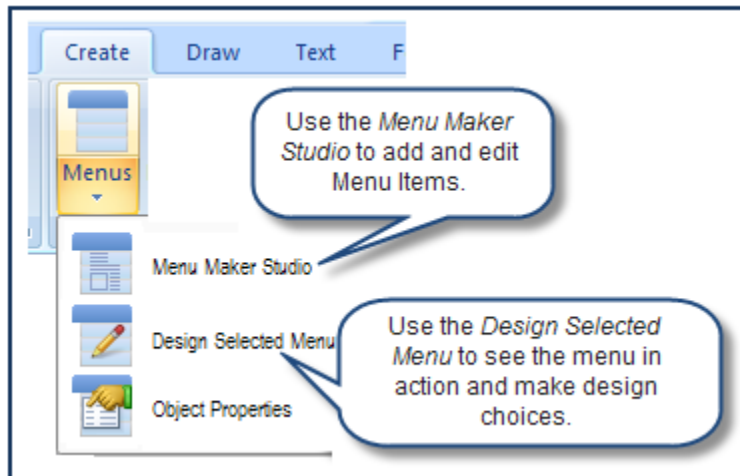 Create Draw Text F
Use the Menu Maker
Studio to add and edit
Menu Items.
Menus
Menu Maker Studio
Use the Design Selected
Menu to see the menu in
action and make design
choices.
Design Selected Menu
Object Properties